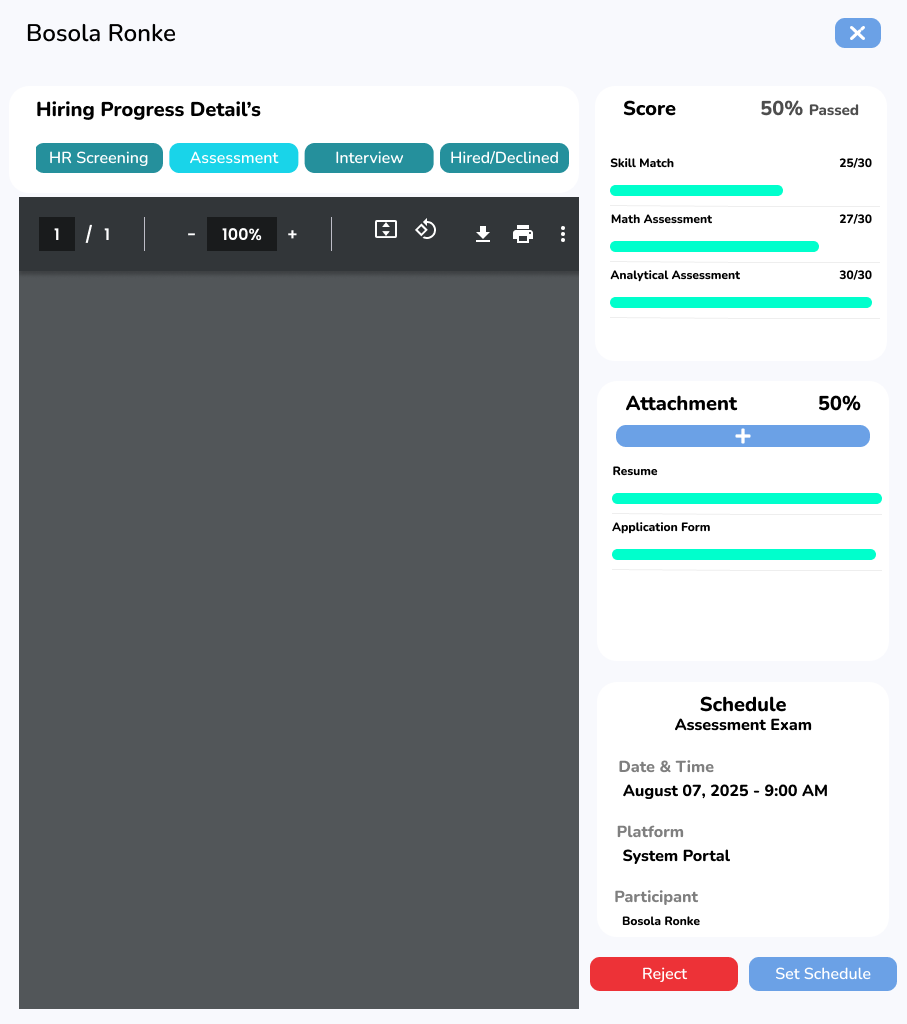 Bosola Ronke
Hiring Progress Detail’s
HR Screening Assessment Interview Hired/Declined
1 / 1 - 100% +
Score 50% Passed
Skill Match 25/30
Math Assessment 27/30
Analytical Assessment 30/30
Attachment 50%
+
Resume
Application Form
Schedule
Assessment Exam
Date & Time
August 07, 2025 - 9:00 AM
Platform
System Portal
Participant
Bosola Ronke
Reject Set Schedule